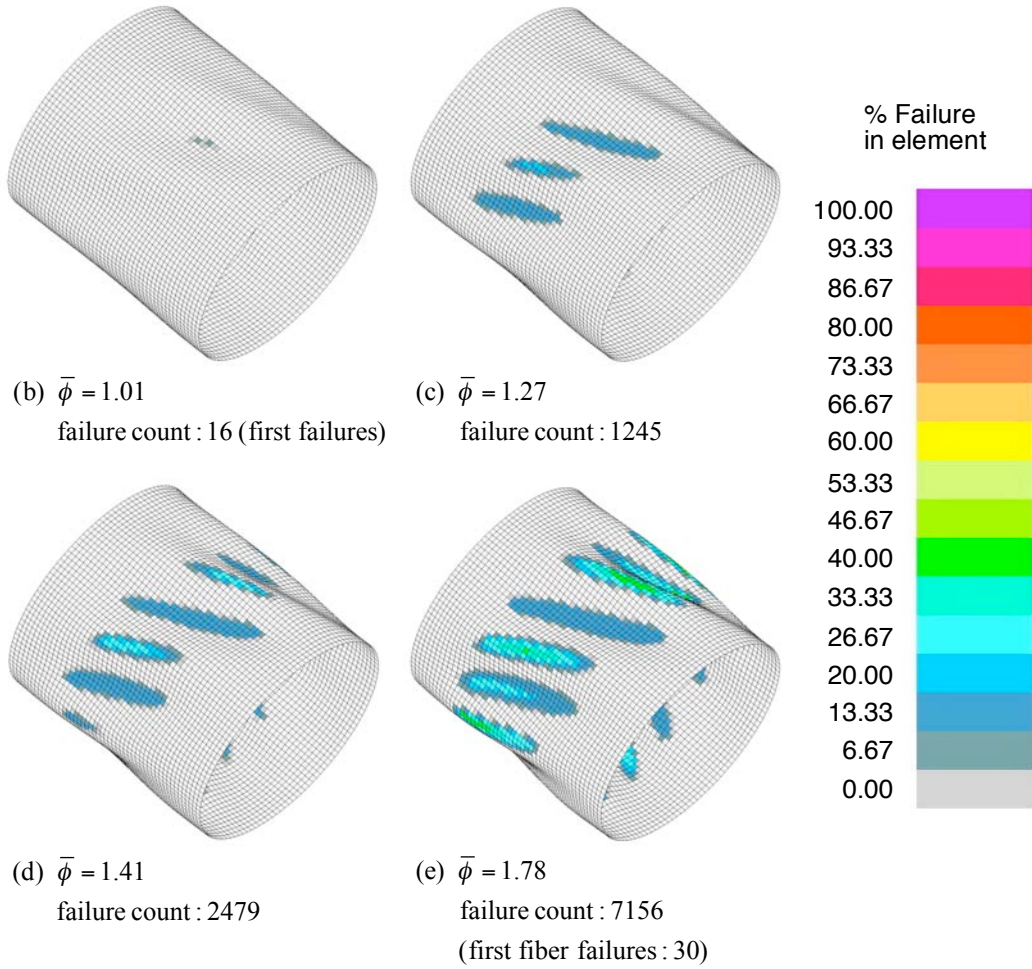 (b) ϕ̅ = 1.01
failure count : 16 (first failures)
(c) ϕ̅ = 1.27
failure count : 1245
% Failure
in element
100.00
93.33
86.67
80.00
73.33
66.67
60.00
53.33
46.67
40.00
33.33
26.67
20.00
13.33
6.67
0.00
(d) ϕ̅ = 1.41
failure count : 2479
(e) ϕ̅ = 1.78
failure count : 7156
(first fiber failures : 30)